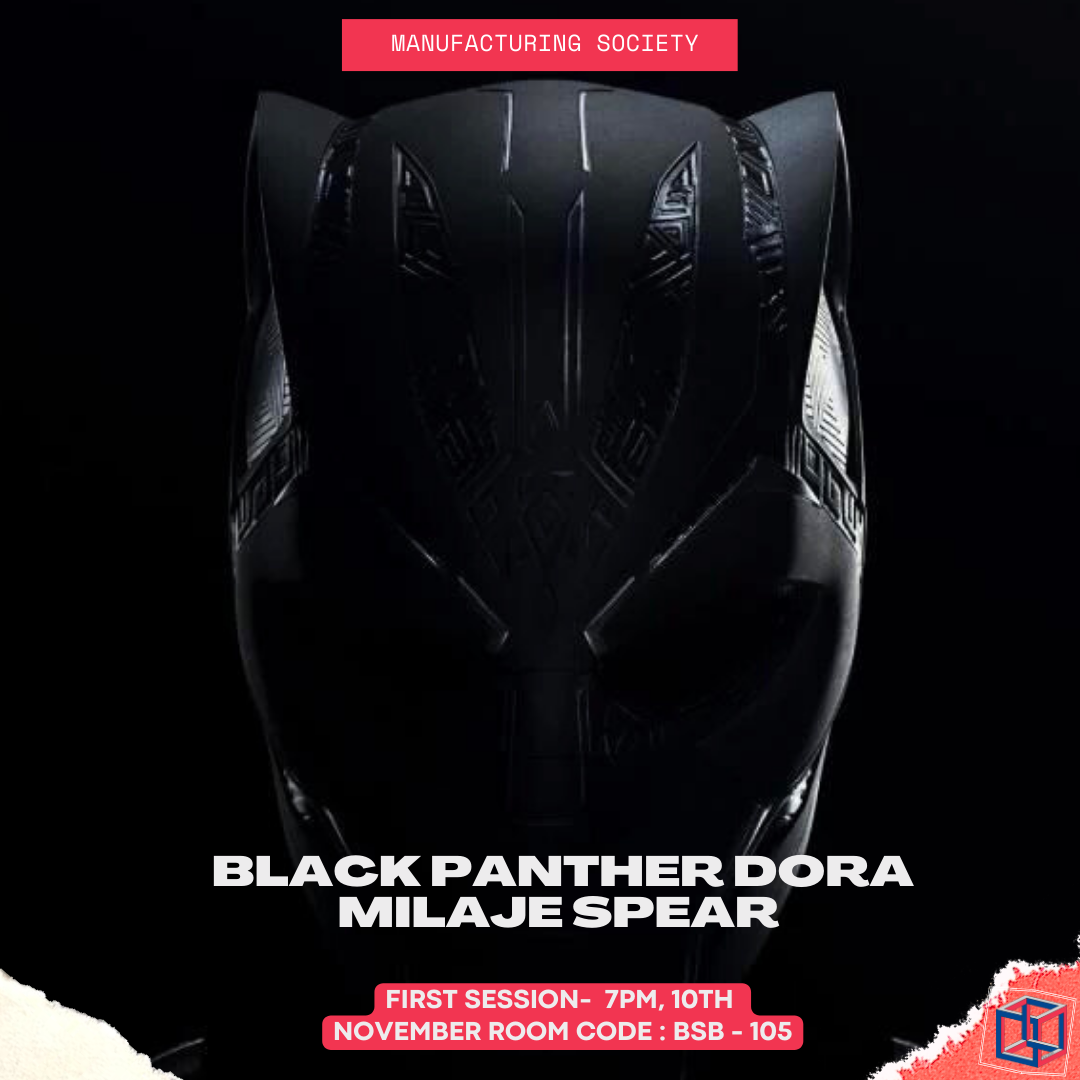 MANUFACTURING SOCIETY
BLACK PANTHER DORA
MILAJE SPEAR
FIRST SESSION- 7PM, 10TH
NOVEMBER ROOM CODE : BSB - 105